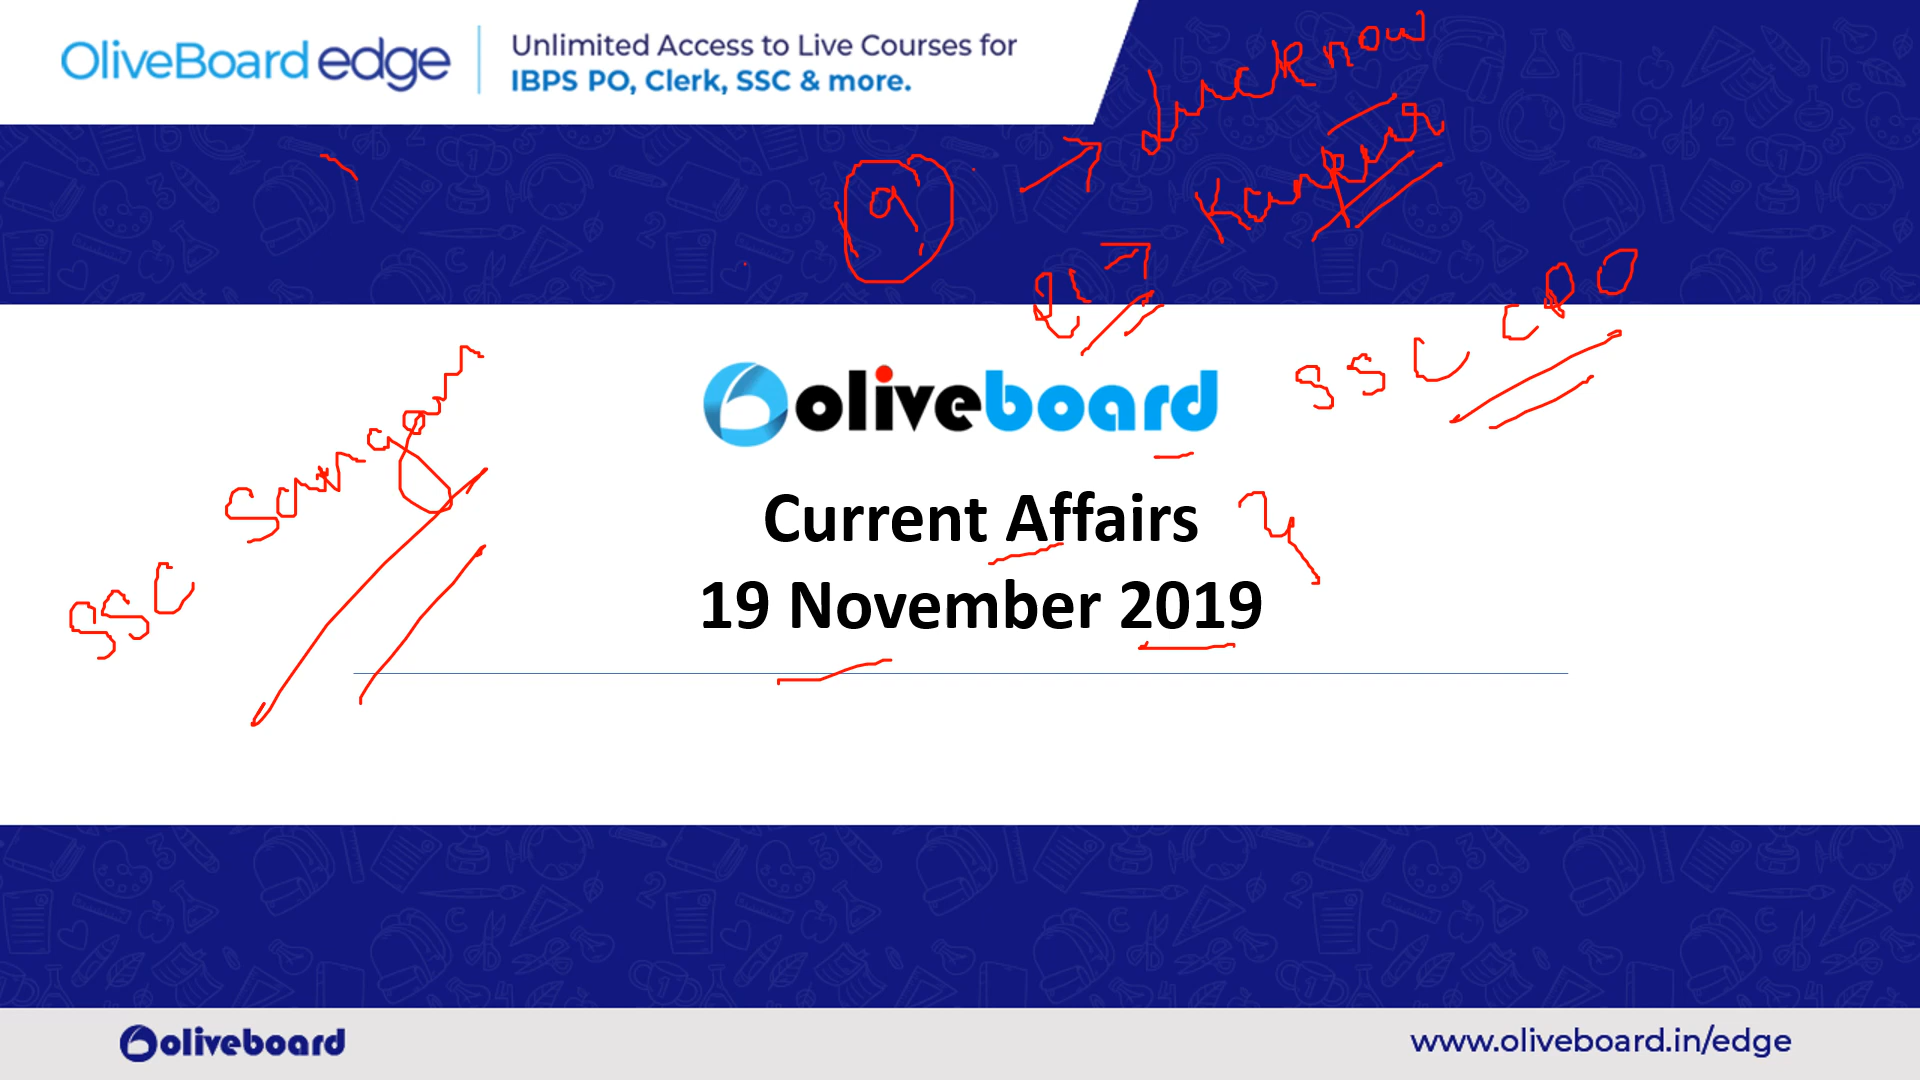 OliveBoard edge
Unlimited Access to Live Courses for
IBPS PO, Clerk, SSC & more.
Lucknow
Kanpur
9
SSC CPO
oliveboard
SSC
Current Affairs
19 November 2019
oliveboard
www.oliveboard.in/edge